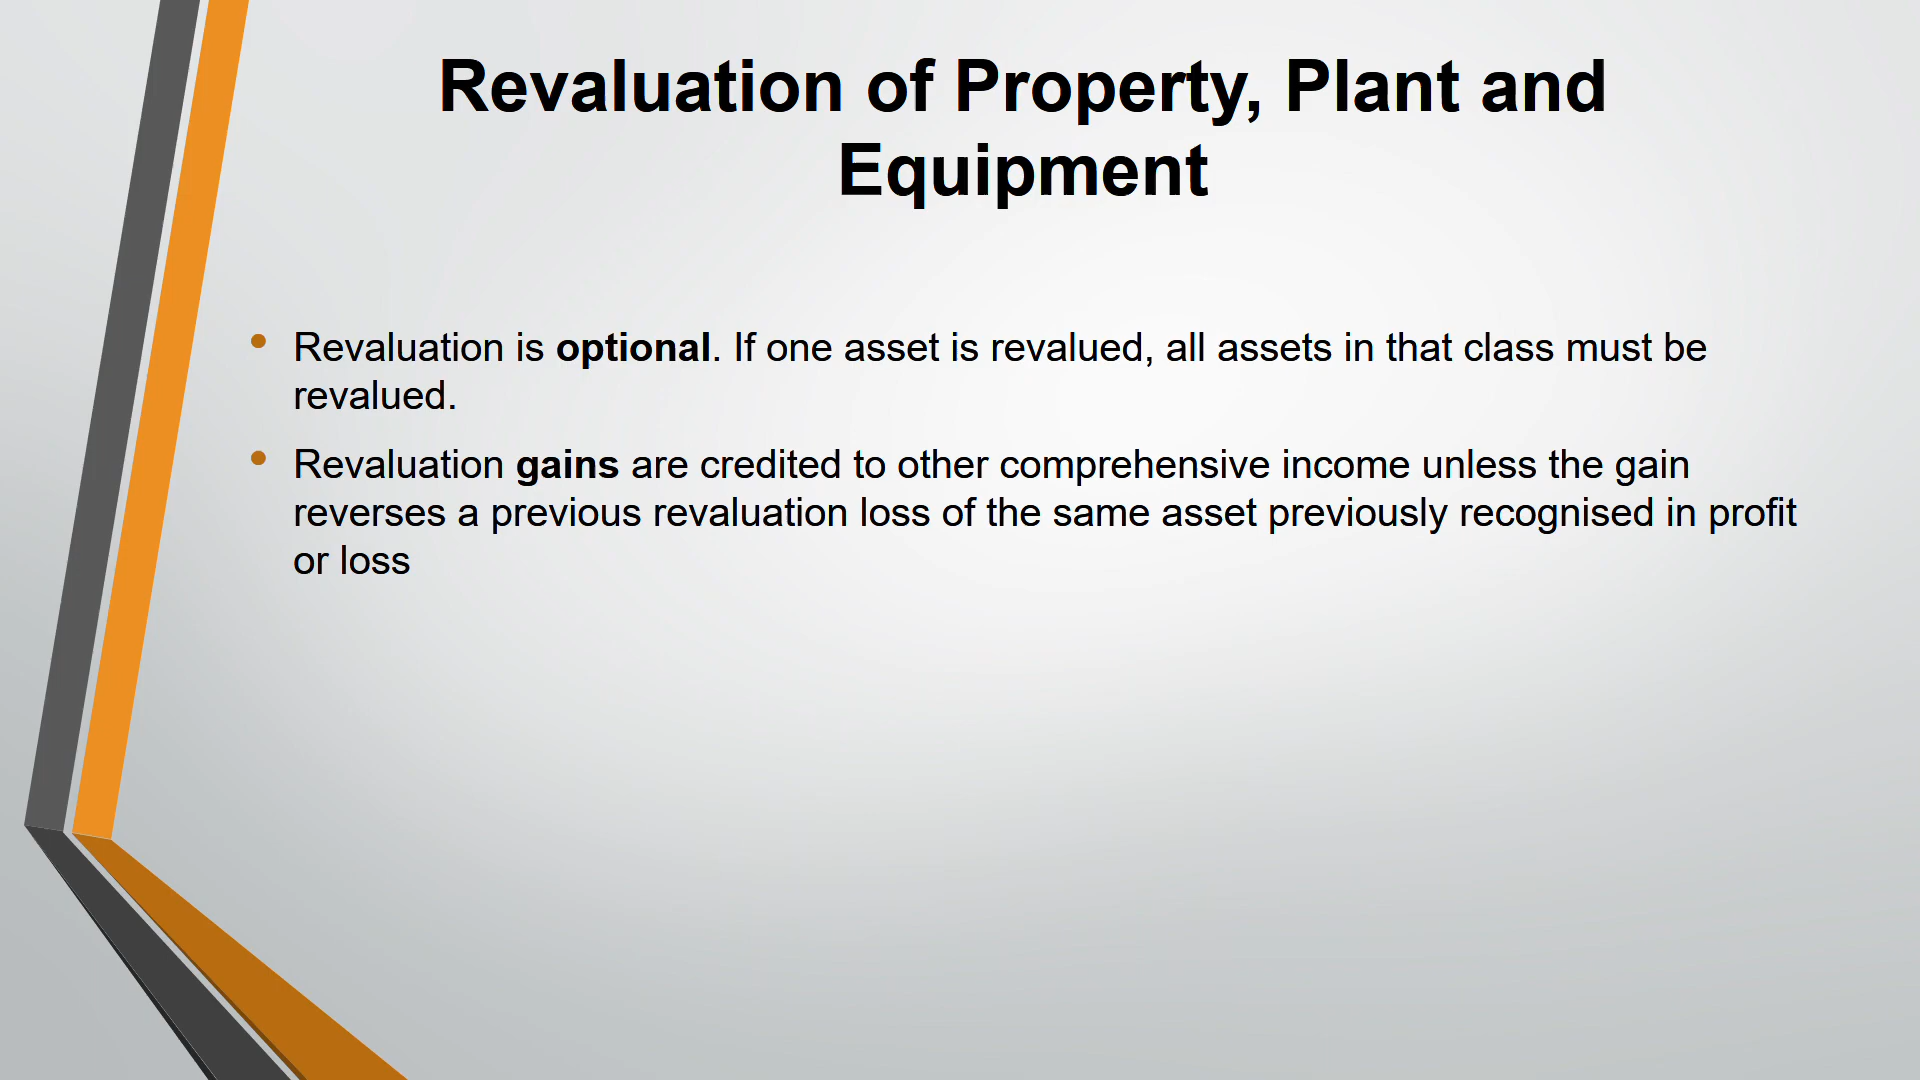 Revaluation of Property, Plant and
Equipment
• Revaluation is optional. If one asset is revalued, all assets in that class must be
revalued.
• Revaluation gains are credited to other comprehensive income unless the gain
reverses a previous revaluation loss of the same asset previously recognised in profit
or loss